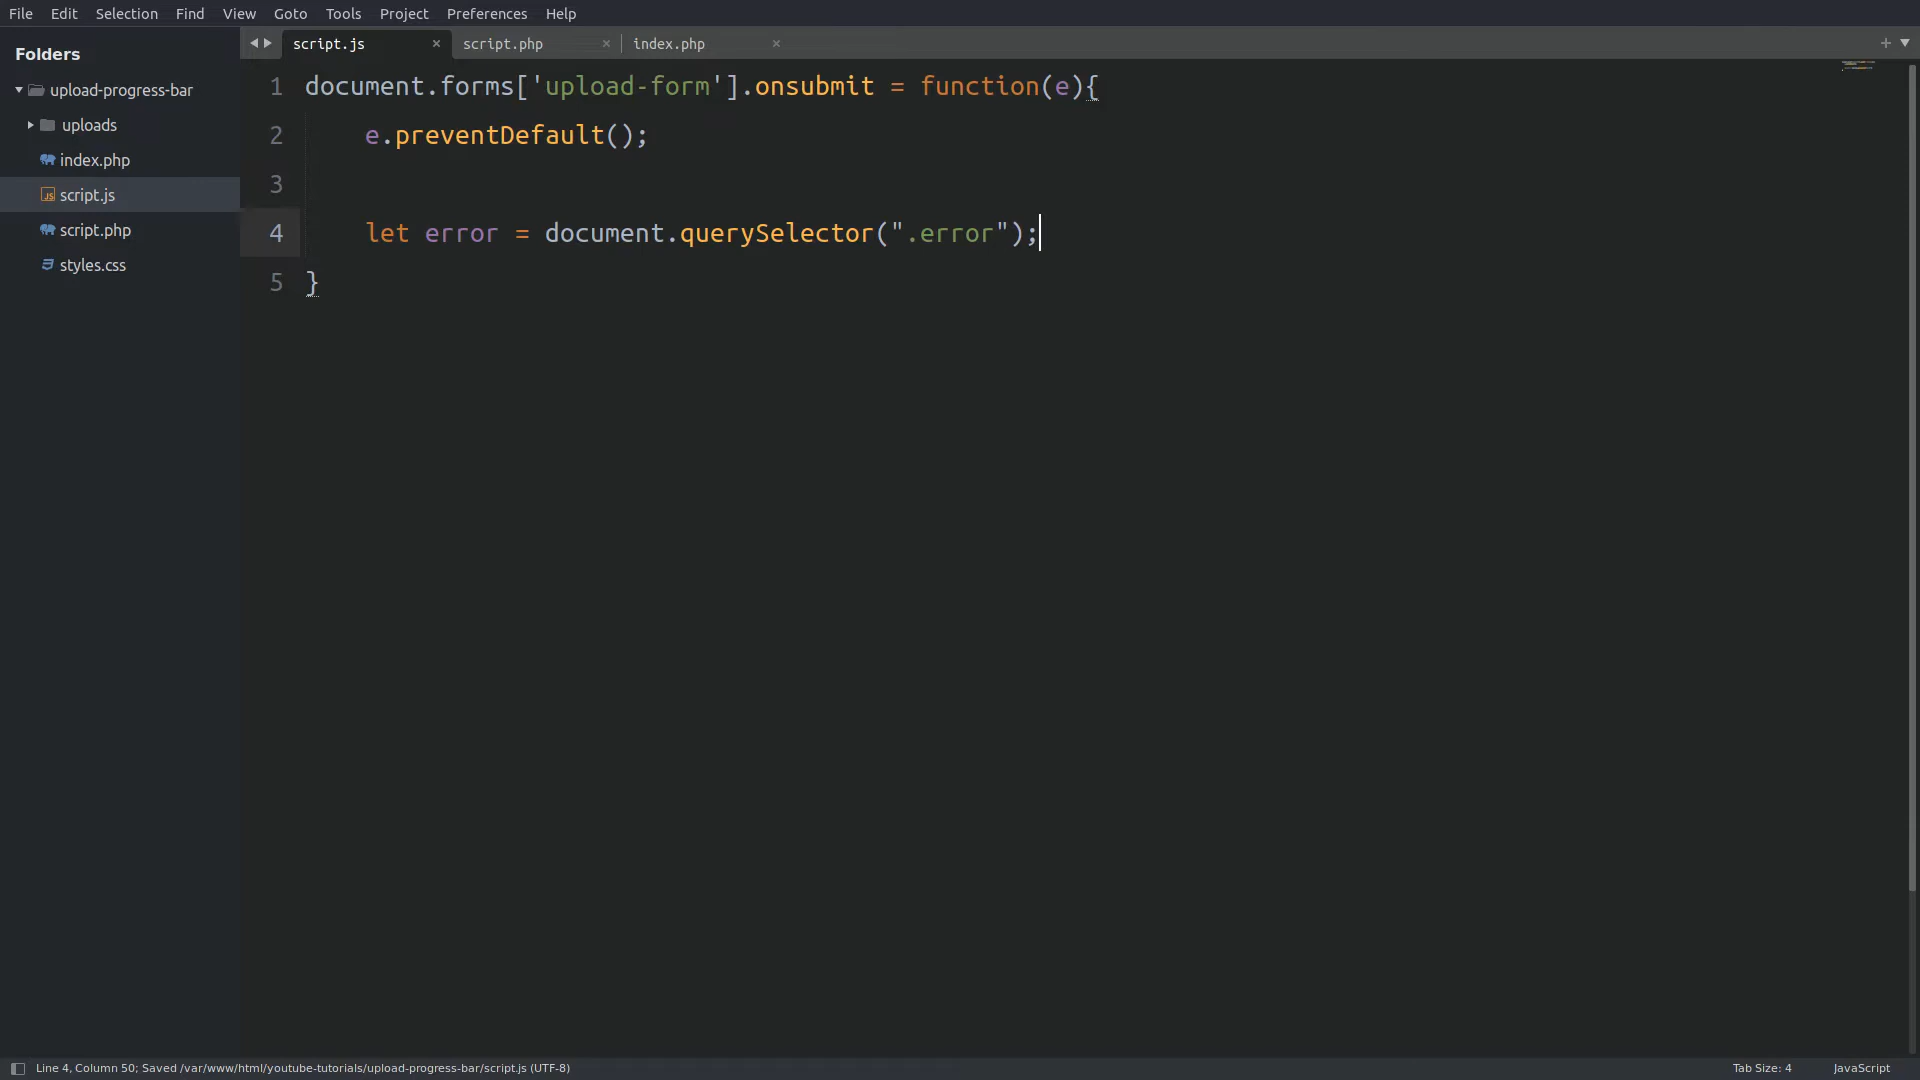 File Edit Selection Find View Goto Tools Project Preferences Help
Folders
upload-progress-bar
uploads
index.php
script.js
script.php
styles.css
script.js × script.php × index.php ×
1 document.forms['upload-form'].onsubmit = function(e){
2 e.preventDefault();
3
4 let error = document.querySelector(".error");
5 }
Line 4, Column 50; Saved /var/www/html/youtube-tutorials/upload-progress-bar/script.js (UTF-8) Tab Size: 4 JavaScript